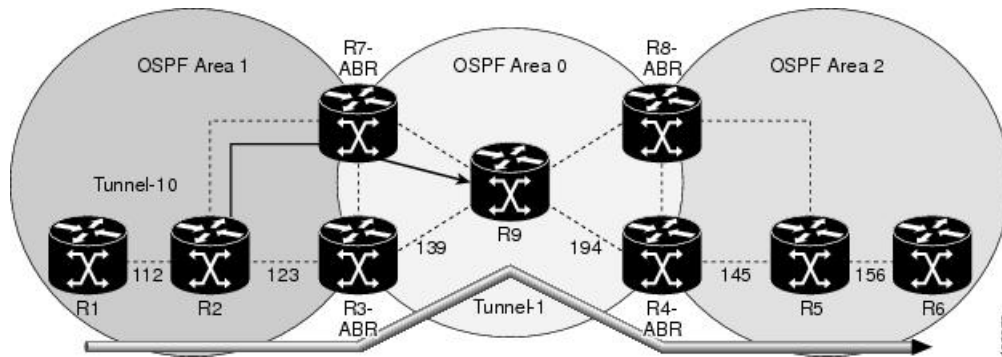 R7-
ABR
R8-
ABR
OSPF Area 1
OSPF Area 0
OSPF Area 2
Tunnel-10
R9
139
194
112
123
145
156
R1
R2
R3-
ABR
Tunnel-1
R4-
ABR
R5
R6